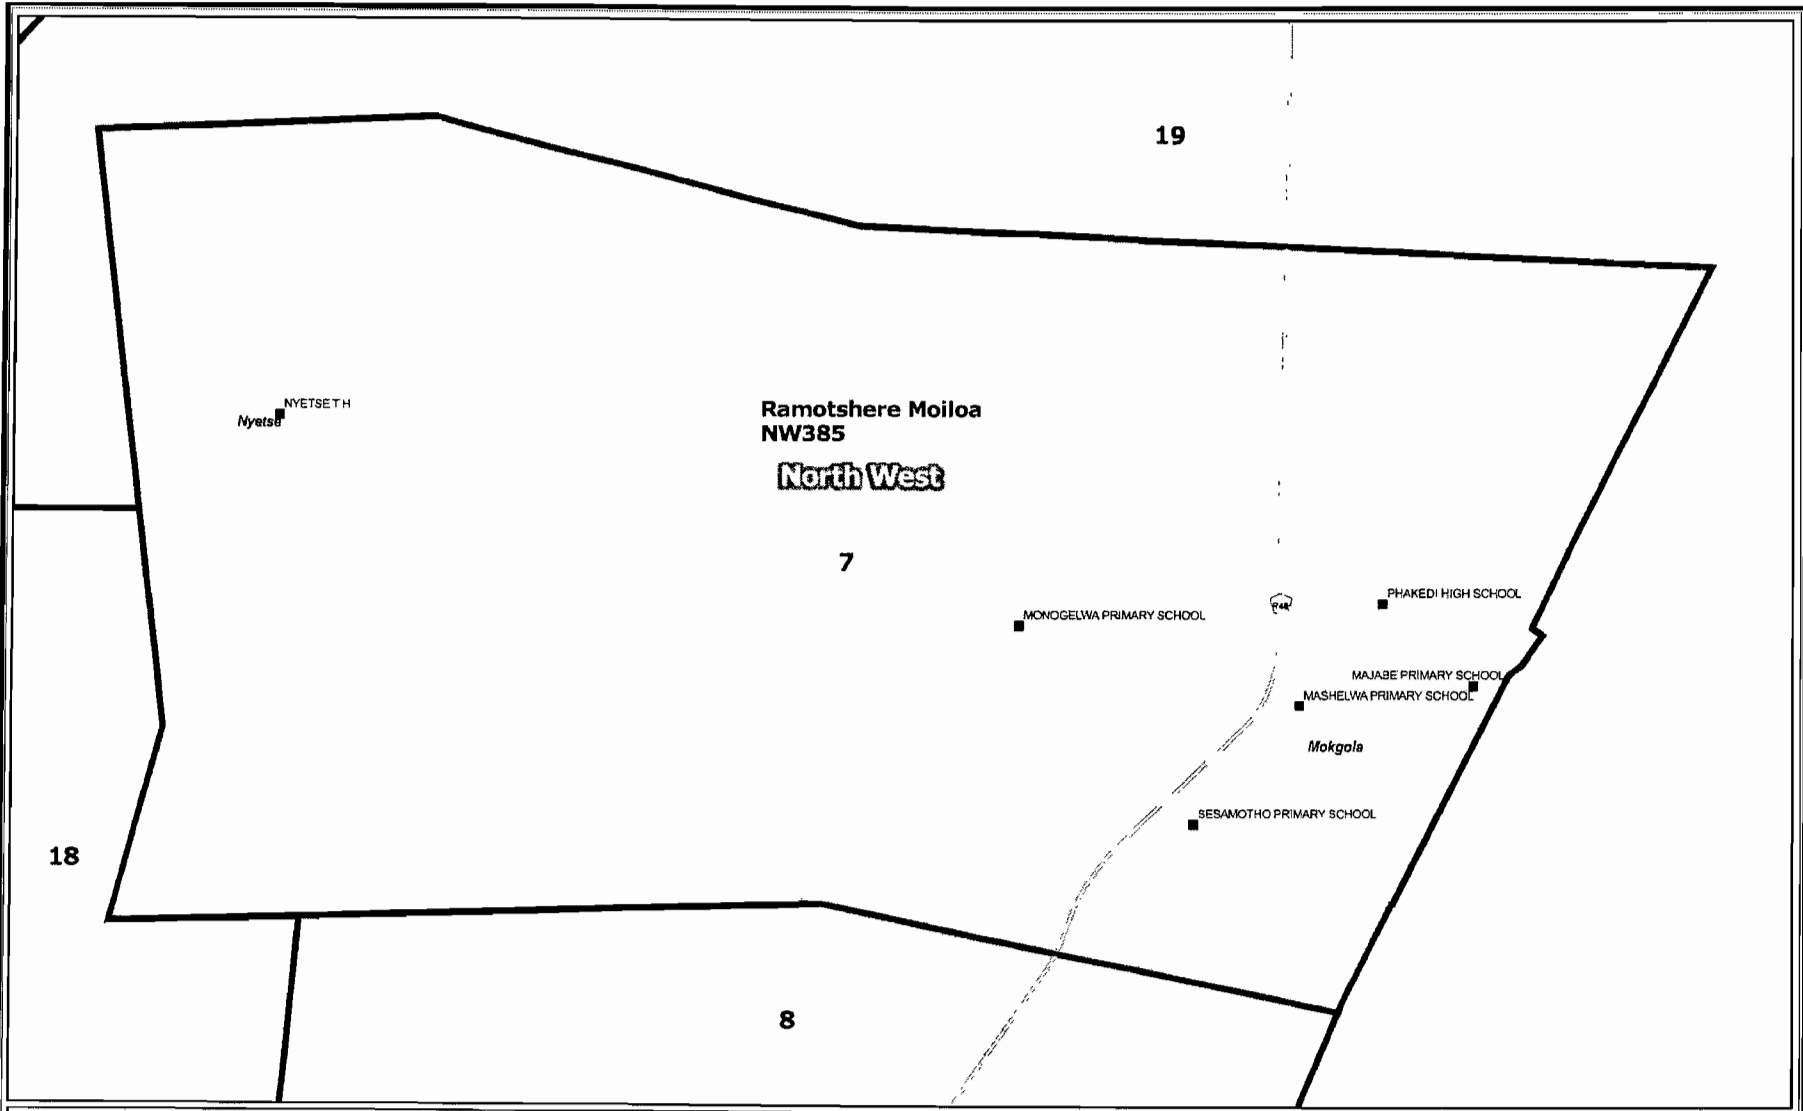 19
NYETSETH
Nyetse
Ramotshere Moiloa
NW385
North West
7
PHAKEDI HIGH SCHOOL
MONOGELWA PRIMARY SCHOOL
MAJABE PRIMARY SCHOOL
MASHELWA PRIMARY SCHOOL
Mokgola
SESAMOTHO PRIMARY SCHOOL
18
8